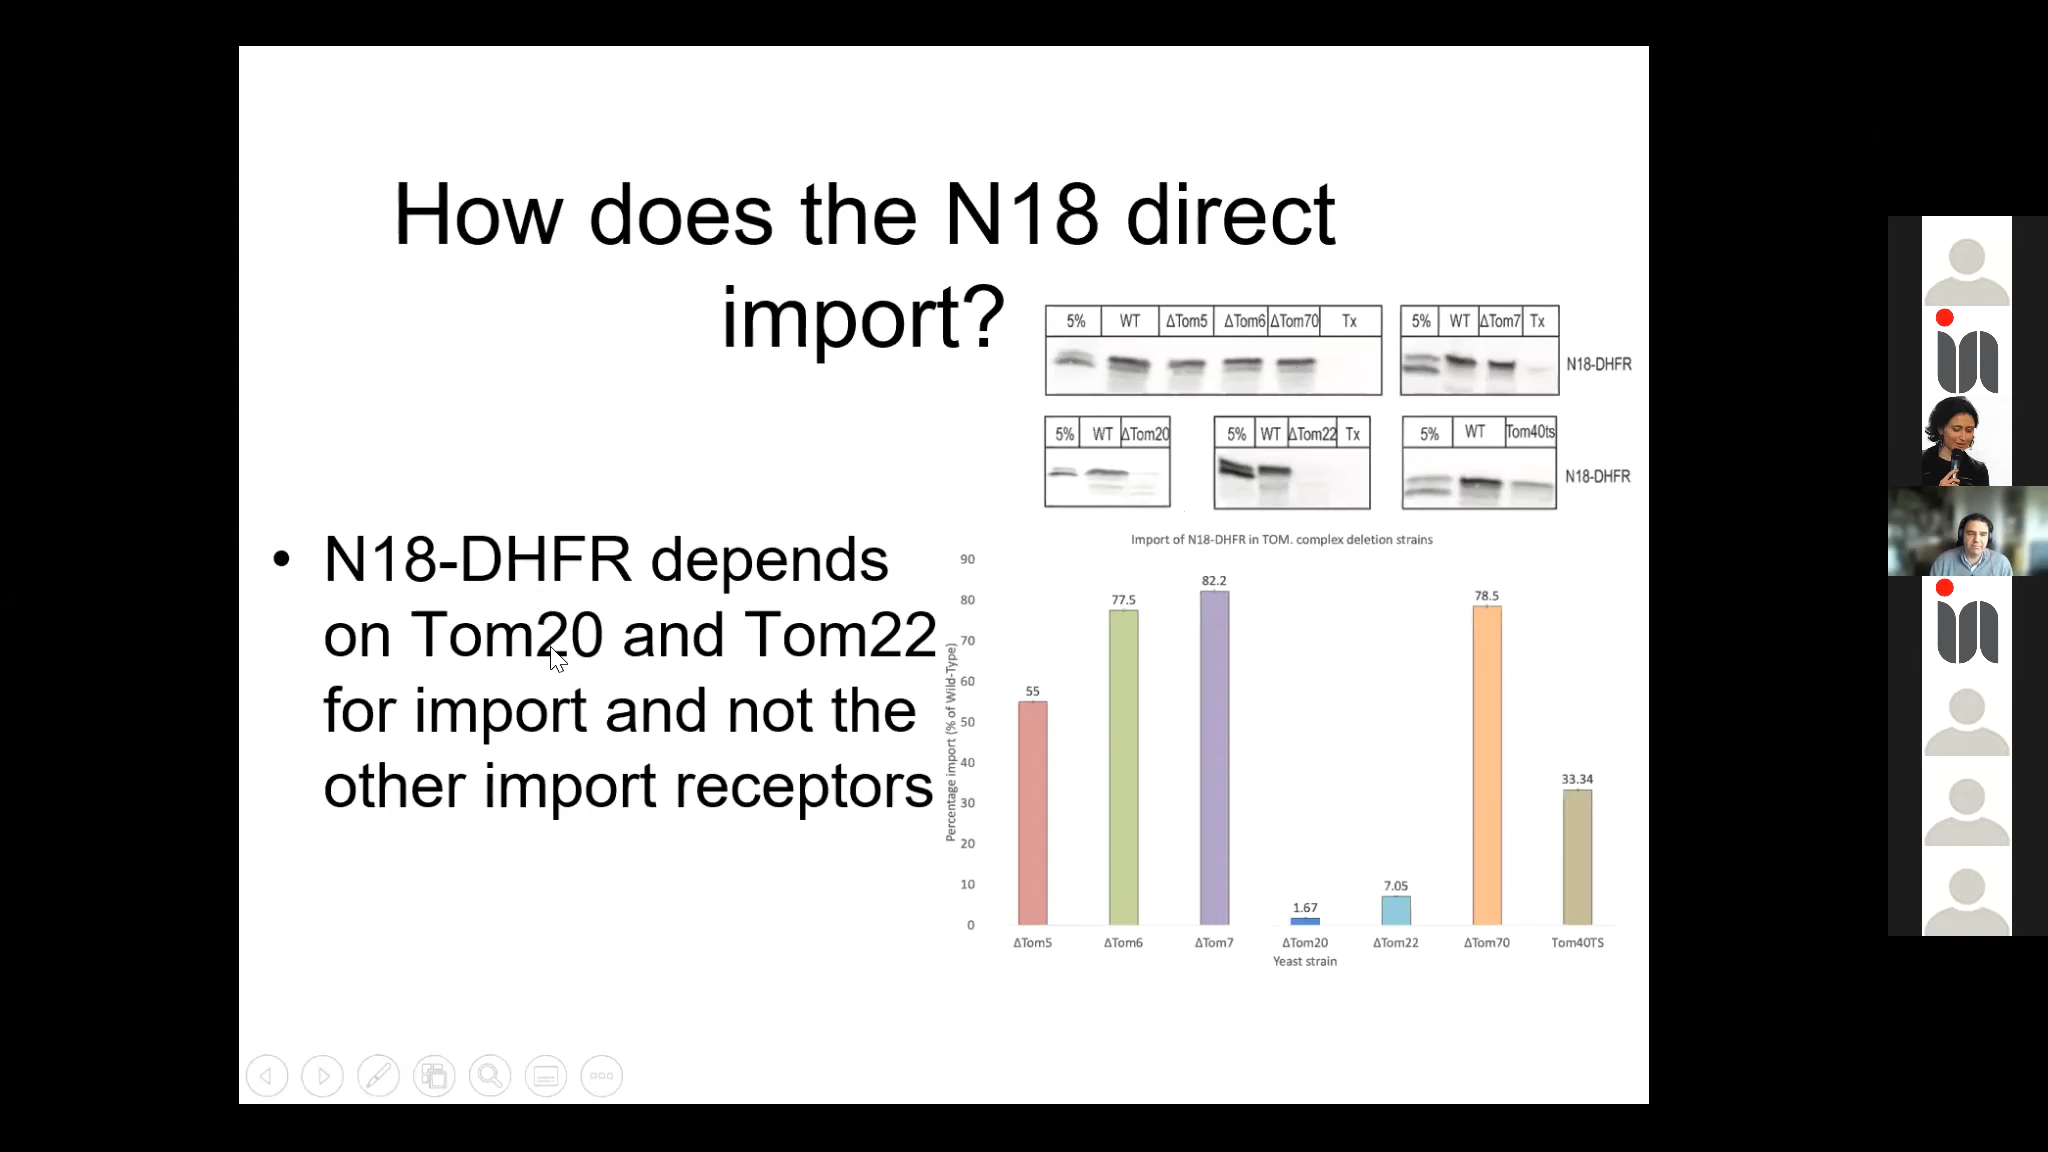 How does the N18 direct
import?
5% WT ΔTom5 ΔTom6 ΔTom70 Tx
5% WT ΔTom7 Tx
N18-DHFR
5% WT ΔTom20
5% WT ΔTom22 Tx
5% WT Tom40ts
N18-DHFR
• N18-DHFR depends
on Tom20 and Tom22
for import and not the
other import receptors
Import of N18-DHFR in TOM. complex deletion strains
Percentage import (% of Wild-Type)
90
80
70
60
50
40
30
20
10
0
55
77.5
82.2
1.67
7.05
78.5
33.34
ΔTom5 ΔTom6 ΔTom7 ΔTom20 ΔTom22 ΔTom70 Tom40TS
Yeast strain